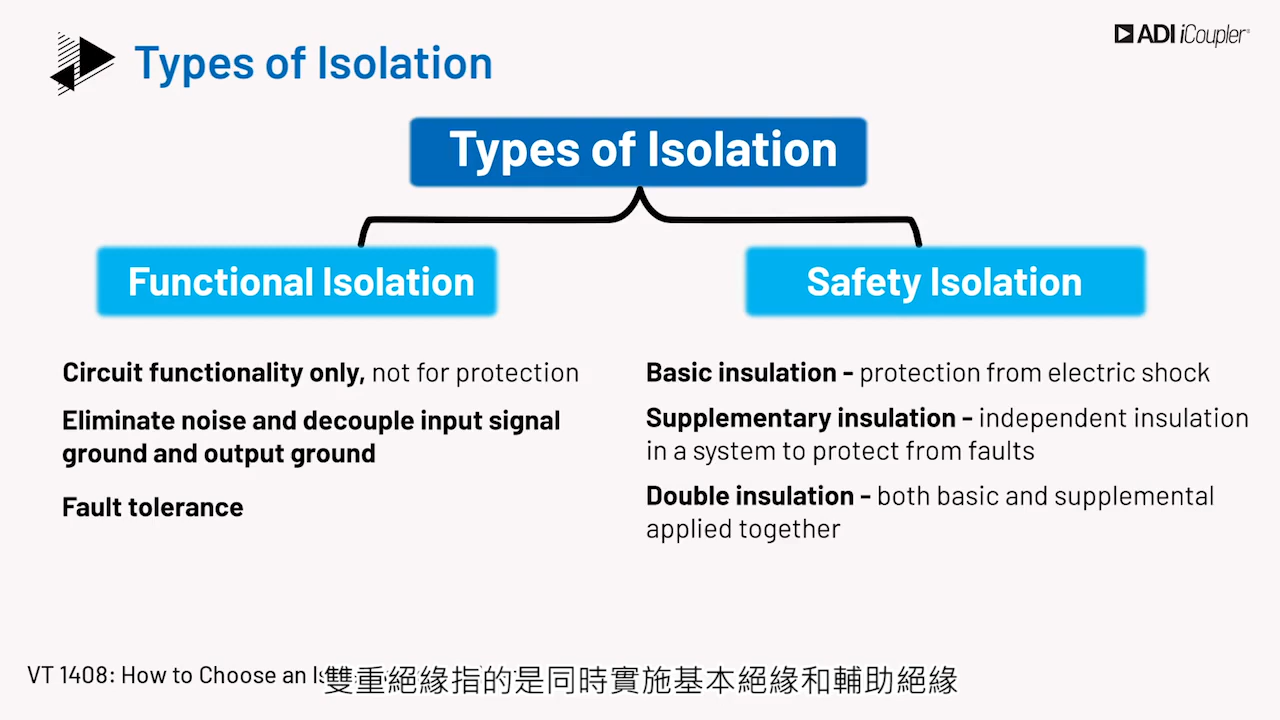 Types of Isolation
ADI iCoupler®
Types of Isolation
Functional Isolation
Safety Isolation
Circuit functionality only, not for protection
Eliminate noise and decouple input signal
ground and output ground
Fault tolerance
Basic insulation - protection from electric shock
Supplementary insulation - independent insulation
in a system to protect from faults
Double insulation - both basic and supplemental
applied together
VT 1408: How to Choose an
雙重絕緣指的是同時實施基本絕緣和輔助絕緣